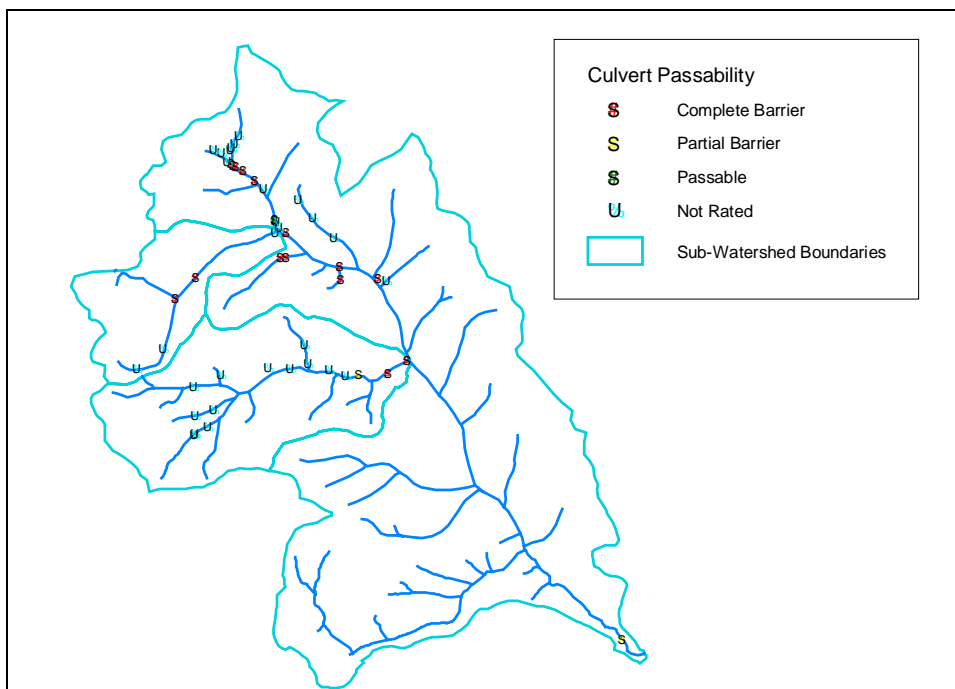 Culvert Passability
S Complete Barrier
S Partial Barrier
S Passable
U Not Rated
Sub-Watershed Boundaries